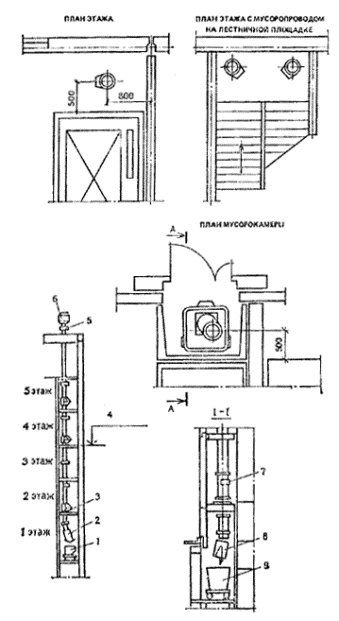 ПЛАН ЭТАЖА
ПЛАН ЭТАЖА С МУСОРОПРОВОДОМ
НА ЛЕСТНИЧНОЙ ПЛОЩАДКЕ
500
800
ПЛАН МУСОРОКАМЕРЫ
А
500
А
6
5
5 этаж
4 этаж
4
3 этаж
2 этаж
3
1 этаж
2
1
1-1
7
8
9